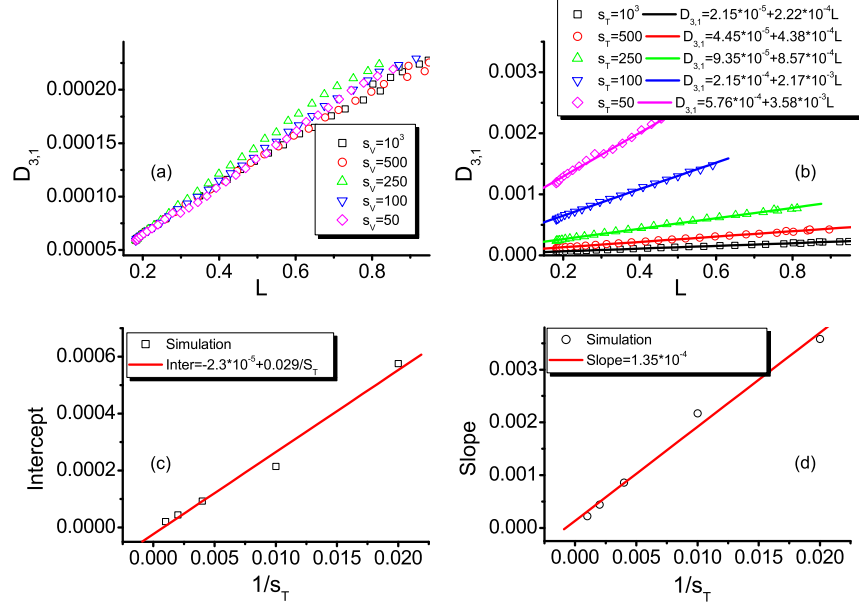 D3,1
0.00020
0.00015
0.00010
0.00005
(a)
sV=10³
sV=500
sV=250
sV=100
sV=50
0.2 0.4 0.6 0.8
L
sT=10³ D3,1=2.15*10⁻⁵+2.22*10⁻⁴L
sT=500 D3,1=4.45*10⁻⁵+4.38*10⁻⁴L
sT=250 D3,1=9.35*10⁻⁵+8.57*10⁻⁴L
sT=100 D3,1=2.15*10⁻⁴+2.17*10⁻³L
sT=50 D3,1=5.76*10⁻⁴+3.58*10⁻³L
D3,1
0.003
0.002
0.001
0.000
(b)
0.2 0.4 0.6 0.8
L
Intercept
0.0006
0.0004
0.0002
0.0000
Simulation
Inter=-2.3*10⁻⁵+0.029/ST
(c)
0.000 0.005 0.010 0.015 0.020
1/sT
Slope
0.003
0.002
0.001
0.000
Simulation
Slope=1.35*10⁻⁴
(d)
0.000 0.005 0.010 0.015 0.020
1/sT